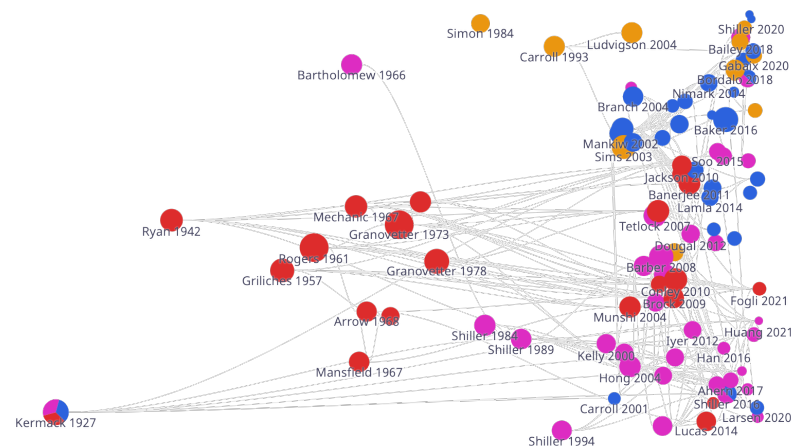 Shiller 2020
Simon 1984
Ludvigson 2004
Carroll 1993
Bailey 2018
Gabaix 2020
Bartholomew 1966
Bordalo 2018
Nimark 2014
Branch 2004
Baker 2016
Mankiw 2002
Sims 2003
Soo 2015
Jackson 2010
Banerjee 2011
Lamla 2014
Mechanic 1967
Tetlock 2007
Ryan 1942
Granovetter 1973
Dougal 2012
Rogers 1961
Barber 2008
Granovetter 1978
Griliches 1957
Conley 2010
Fogli 2021
Brock 2009
Munshi 2004
Arrow 1968
Huang 2021
Shiller 1984
Iyer 2012
Shiller 1989
Kelly 2000
Han 2016
Mansfield 1967
Hong 2004
Ahern 2017
Carroll 2001
Larsen 2020
Kermack 1927
Lucas 2014
Shiller 1994